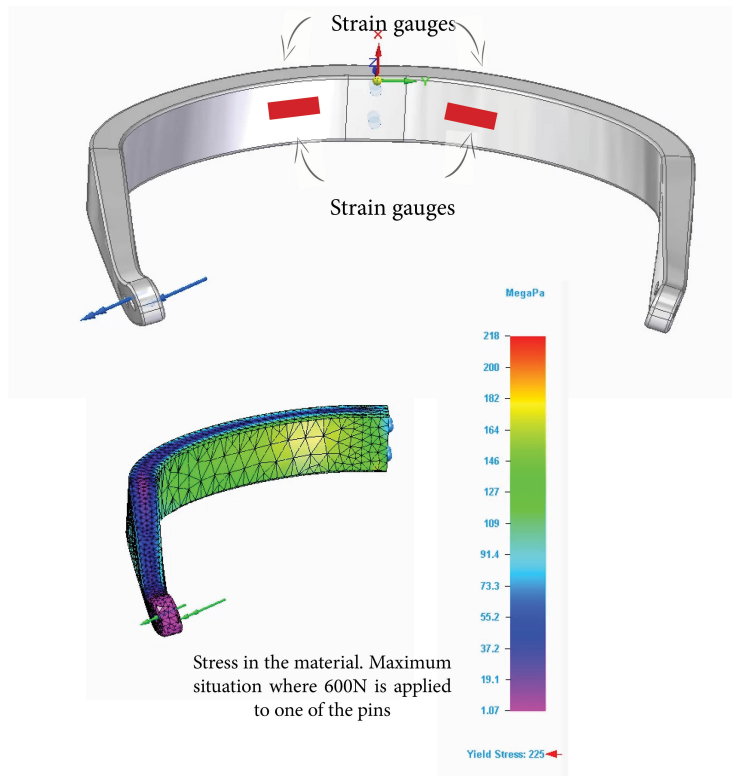 Strain gauges
X
Z
Y
Strain gauges
MegaPa
218
200
182
164
146
127
109
91.4
73.3
55.2
37.2
19.1
1.07
Yield Stress: 225
Stress in the material. Maximum
situation where 600N is applied
to one of the pins